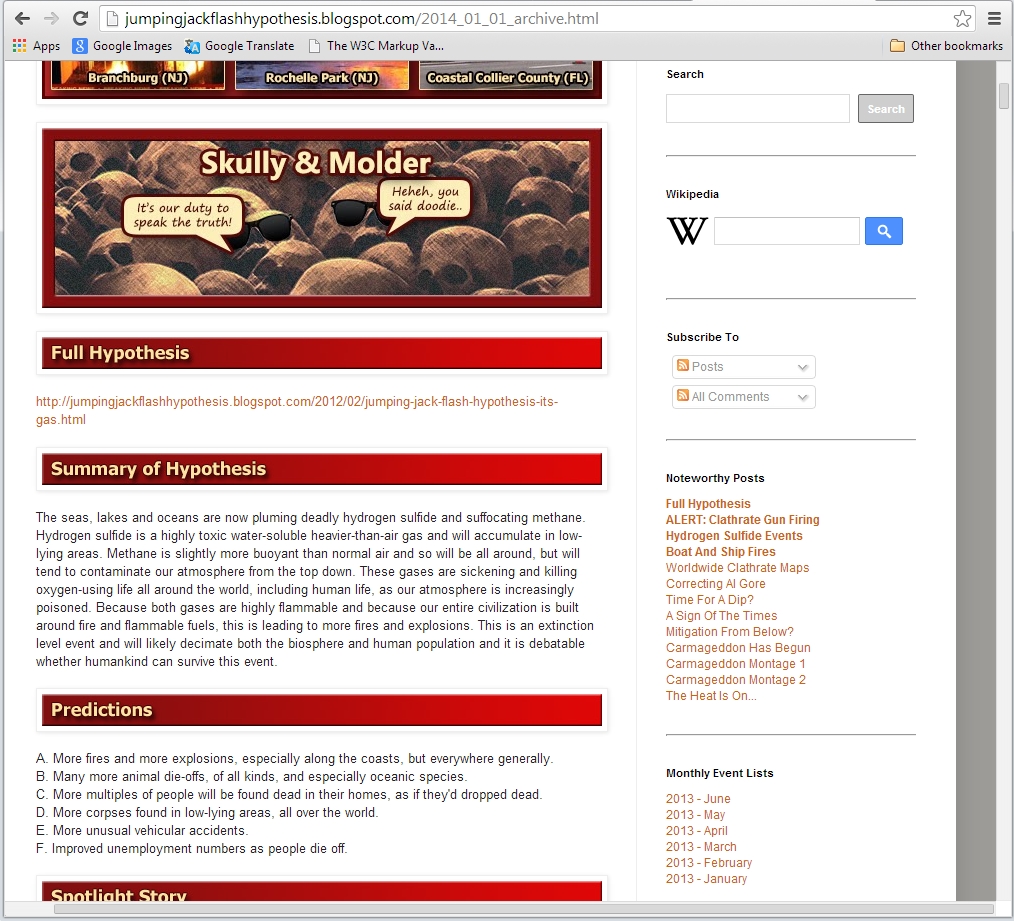 jumpingjackflashhypothesis.blogspot.com/2014_01_01_archive.html
Apps Google Images Google Translate The W3C Markup Va... Other bookmarks
Branchburg (NJ) Rochelle Park (NJ) Coastal Collier County (FL)
Skully & Molder
It's our duty to
speak the truth!
Heheh, you
said doodie..
Full Hypothesis
http://jumpingjackflashhypothesis.blogspot.com/2012/02/jumping-jack-flash-hypothesis-its-
gas.html
Summary of Hypothesis
The seas, lakes and oceans are now pluming deadly hydrogen sulfide and suffocating methane.
Hydrogen sulfide is a highly toxic water-soluble heavier-than-air gas and will accumulate in low-
lying areas. Methane is slightly more buoyant than normal air and so will be all around, but will
tend to contaminate our atmosphere from the top down. These gases are sickening and killing
oxygen-using life all around the world, including human life, as our atmosphere is increasingly
poisoned. Because both gases are highly flammable and because our entire civilization is built
around fire and flammable fuels, this is leading to more fires and explosions. This is an extinction
level event and will likely decimate both the biosphere and human population and it is debatable
whether humankind can survive this event.
Predictions
A. More fires and more explosions, especially along the coasts, but everywhere generally.
B. Many more animal die-offs, of all kinds, and especially oceanic species.
C. More multiples of people will be found dead in their homes, as if they'd dropped dead.
D. More corpses found in low-lying areas, all over the world.
E. More unusual vehicular accidents.
F. Improved unemployment numbers as people die off.
Spotlight Story
Search
Search
Wikipedia
W
Subscribe To
Posts
All Comments
Noteworthy Posts
Full Hypothesis
ALERT: Clathrate Gun Firing
Hydrogen Sulfide Events
Boat And Ship Fires
Worldwide Clathrate Maps
Correcting Al Gore
Time For A Dip?
A Sign Of The Times
Mitigation From Below?
Carmageddon Has Begun
Carmageddon Montage 1
Carmageddon Montage 2
The Heat Is On...
Monthly Event Lists
2013 - June
2013 - May
2013 - April
2013 - March
2013 - February
2013 - January